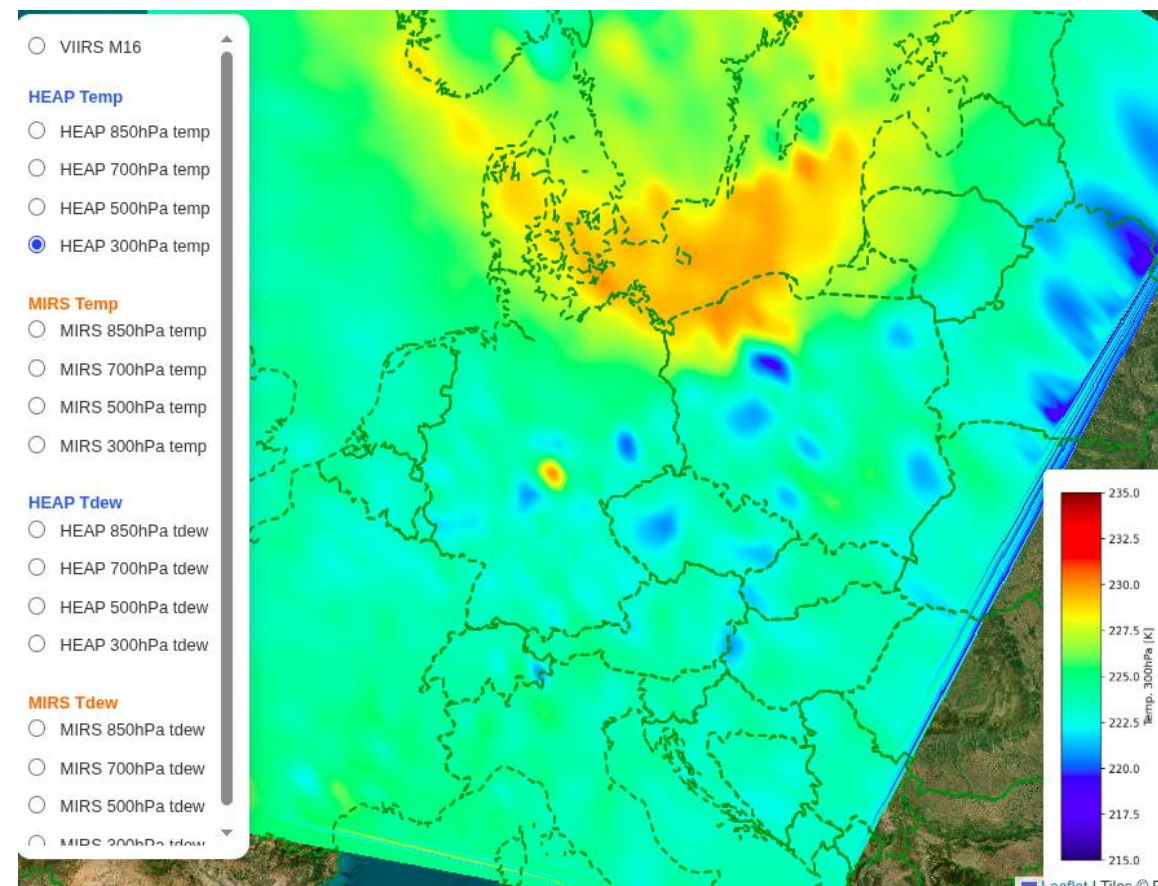 VIIRS M16
HEAP Temp
HEAP 850hPa temp
HEAP 700hPa temp
HEAP 500hPa temp
HEAP 300hPa temp
MIRS Temp
MIRS 850hPa temp
MIRS 700hPa temp
MIRS 500hPa temp
MIRS 300hPa temp
HEAP Tdew
HEAP 850hPa tdew
HEAP 700hPa tdew
HEAP 500hPa tdew
HEAP 300hPa tdew
MIRS Tdew
MIRS 850hPa tdew
MIRS 700hPa tdew
MIRS 500hPa tdew
MIRS 300hPa tdew
235.0
232.5
230.0
227.5
225.0
222.5
220.0
217.5
215.0
Temp. 300hPa [K]
Leaflet | Tiles ©